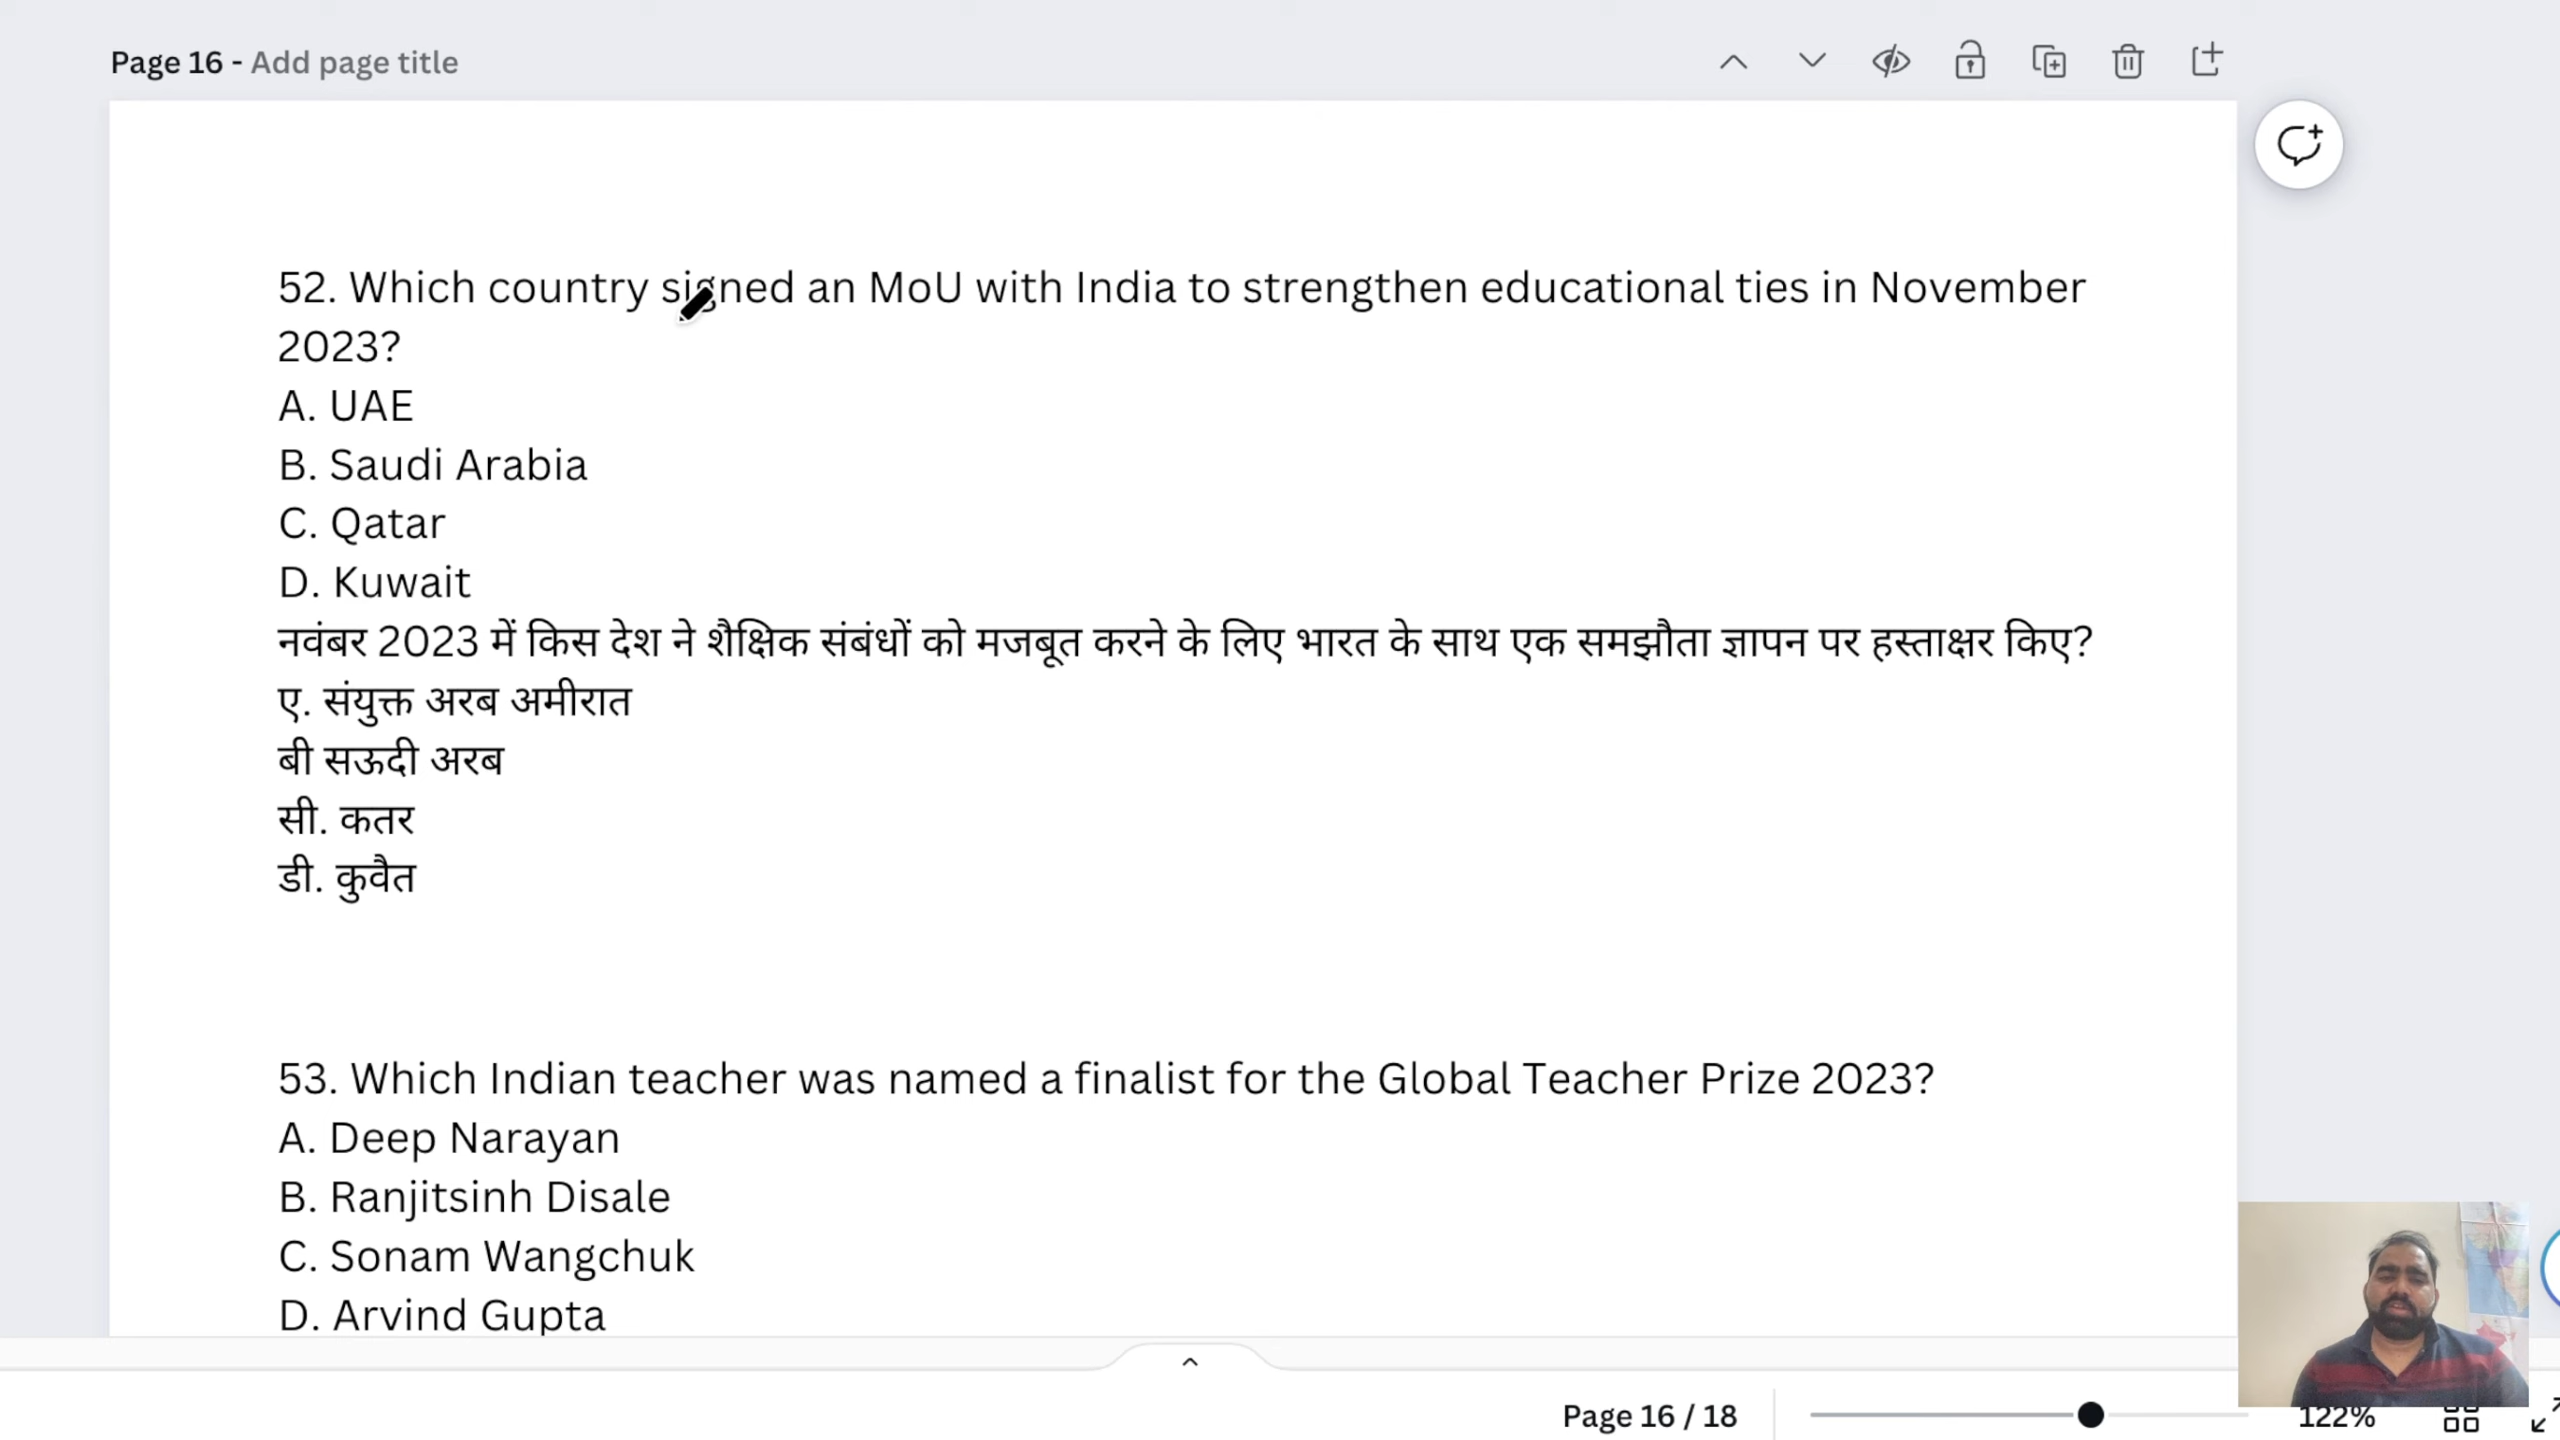 Page 16 - Add page title
52. Which country signed an MoU with India to strengthen educational ties in November
2023?
A. UAE
B. Saudi Arabia
C. Qatar
D. Kuwait
नवंबर 2023 में किस देश ने शैक्षिक संबंधों को मजबूत करने के लिए भारत के साथ एक समझौता ज्ञापन पर हस्ताक्षर किए?
ए. संयुक्त अरब अमीरात
बी सऊदी अरब
सी. कतर
डी. कुवैत
53. Which Indian teacher was named a finalist for the Global Teacher Prize 2023?
A. Deep Narayan
B. Ranjitsinh Disale
C. Sonam Wangchuk
D. Arvind Gupta
Page 16 / 18
122%